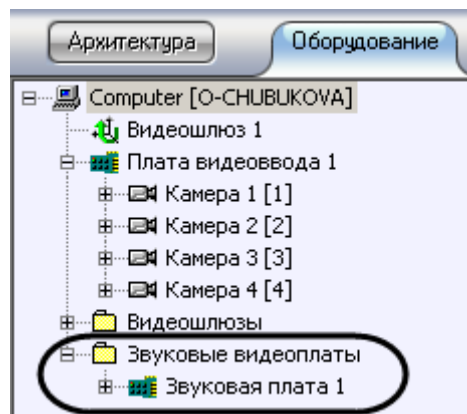 Архитектура
Оборудование
Computer [O-CHUBUKOVA]
Видеошлюз 1
Плата видеоввода 1
Камера 1 [1]
Камера 2 [2]
Камера 3 [3]
Камера 4 [4]
Видеошлюзы
Звуковые видеоплаты
Звуковая плата 1